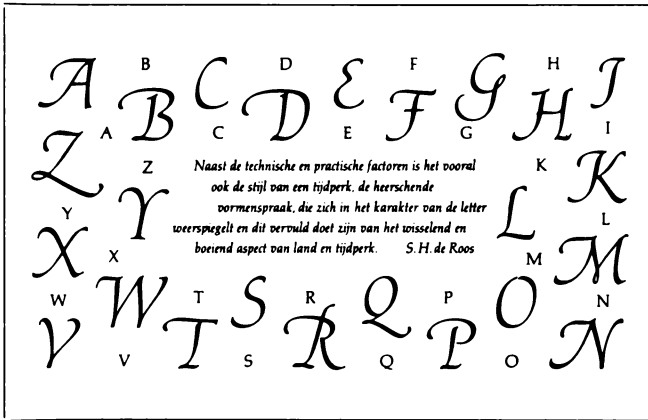 A B C D E F G H I
A B C D E F G H I
Z Z K K
Naast de technische en practische factoren is het vooral
ook de stijl van een tijdperk, de heerschende
vormenspraak, die zich in het karakter van de letter
weerspiegelt en dit vervuld doet zijn van het wisselend en
boeiend aspect van land en tijdperk. S. H. de Roos
Y Y L L
X X M M
W W T S R Q P O N
V V T S R Q P O N